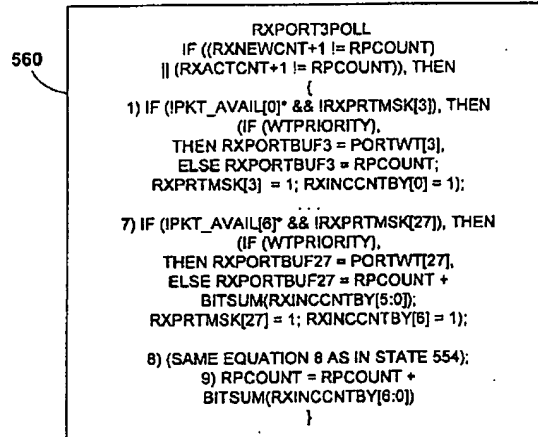 560
RXPORT3POLL
IF ((RXNEWCNT+1 != RPCOUNT)
|| (RXACTCNT+1 != RPCOUNT)), THEN
{
1) IF (!PKT_AVAIL[0]* && !RXPRTMSK[3]), THEN
(IF (WTPRIORITY),
THEN RXPORTBUF3 = PORTWT[3],
ELSE RXPORTBUF3 = RPCOUNT;
RXPRTMSK[3] = 1; RXINCCNTBY[0] = 1);
. . .
7) IF (!PKT_AVAIL[6]* && !RXPRTMSK[27]), THEN
(IF (WTPRIORITY),
THEN RXPORTBUF27 = PORTWT[27],
ELSE RXPORTBUF27 = RPCOUNT +
BITSUM(RXINCCNTBY[5:0]);
RXPRTMSK[27] = 1; RXINCCNTBY[6] = 1);
8) (SAME EQUATION 8 AS IN STATE 554);
9) RPCOUNT = RPCOUNT +
BITSUM(RXINCCNTBY[6:0])
}